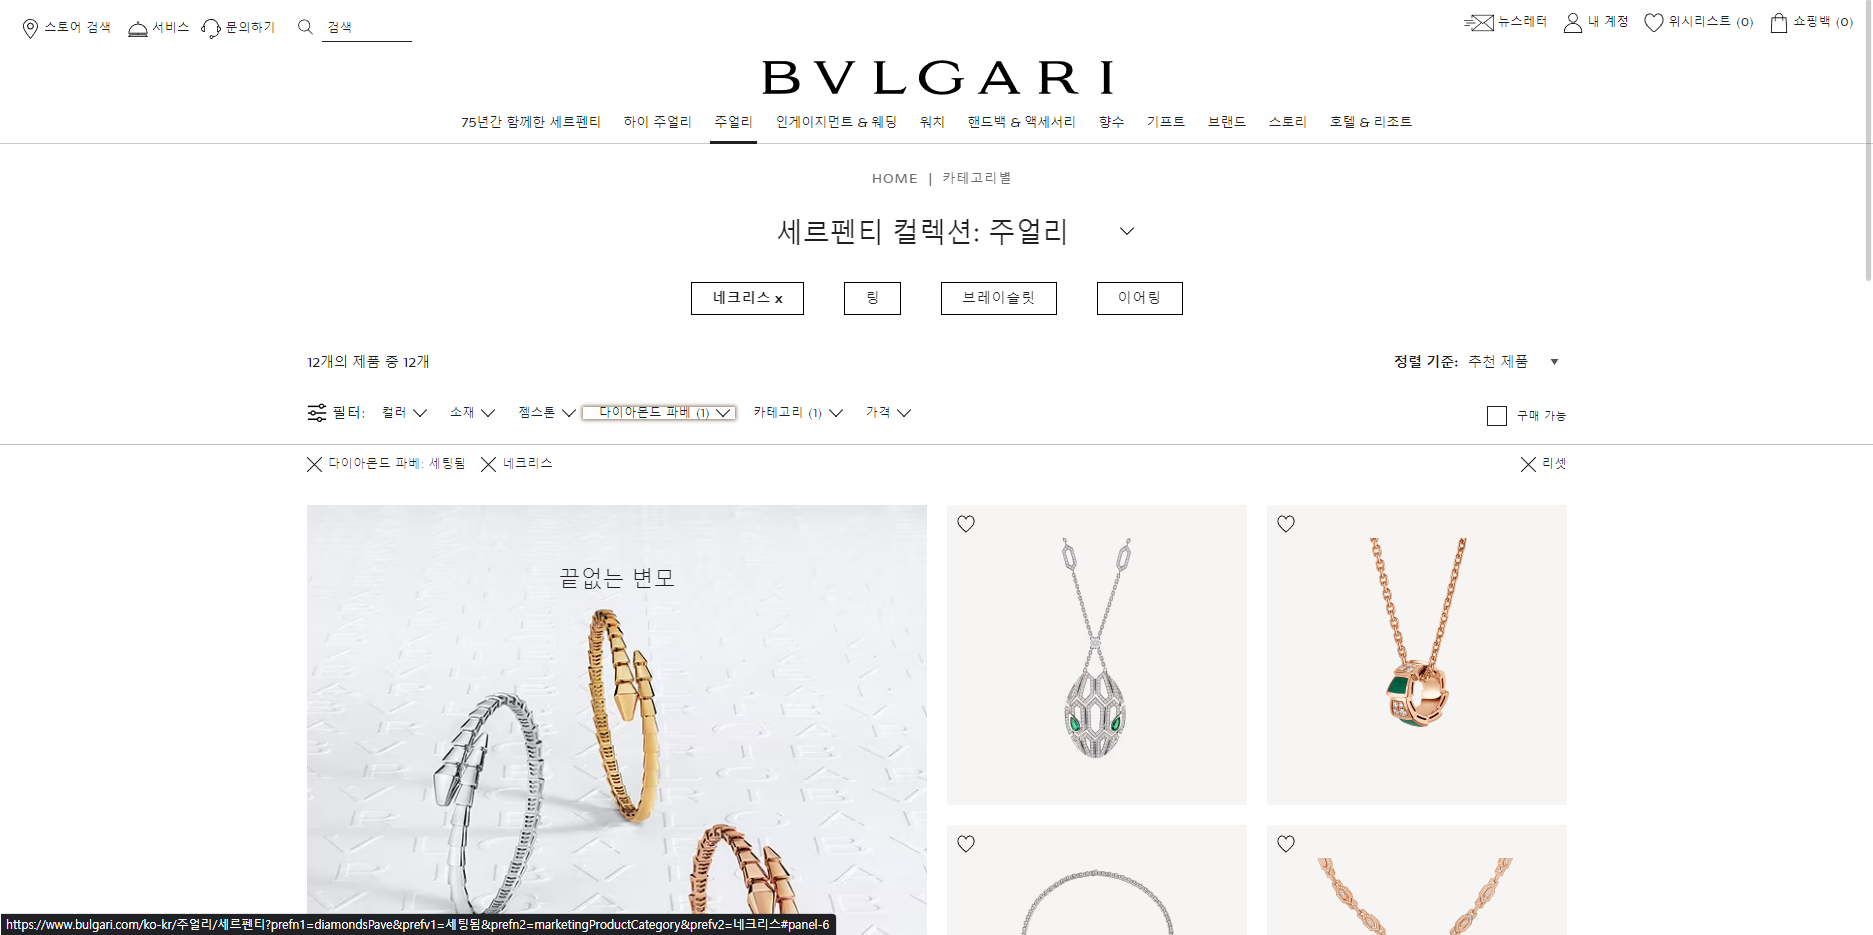 스토어 검색 서비스 문의하기 검색
뉴스레터 내 계정 위시리스트 (0) 쇼핑백 (0)
BVLGARI
75년간 함께한 세르펜티 하이 주얼리 주얼리 인게이지먼트 & 웨딩 워치 핸드백 & 액세서리 향수 기프트 브랜드 스토리 호텔 & 리조트
HOME | 카테고리별
세르펜티 컬렉션: 주얼리
네크리스 x 링 브레이슬릿 이어링
12개의 제품 중 12개 정렬 기준: 추천 제품
필터: 컬러 소재 젬스톤 다이아몬드 파베 (1) 카테고리 (1) 가격 구매 가능
다이아몬드 파베: 세팅됨 네크리스 리셋
끝없는 변모
https://www.bulgari.com/ko-kr/주얼리/세르펜티?prefn1=diamondsPave&prefv1=세팅됨&prefn2=marketingProductCategory&prefv2=네크리스#panel-6